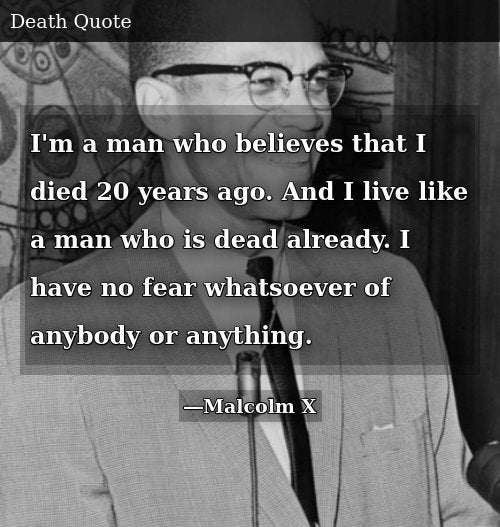 Death Quote
I'm a man who believes that I
died 20 years ago. And I live like
a man who is dead already. I
have no fear whatsoever of
anybody or anything.
—Malcolm X